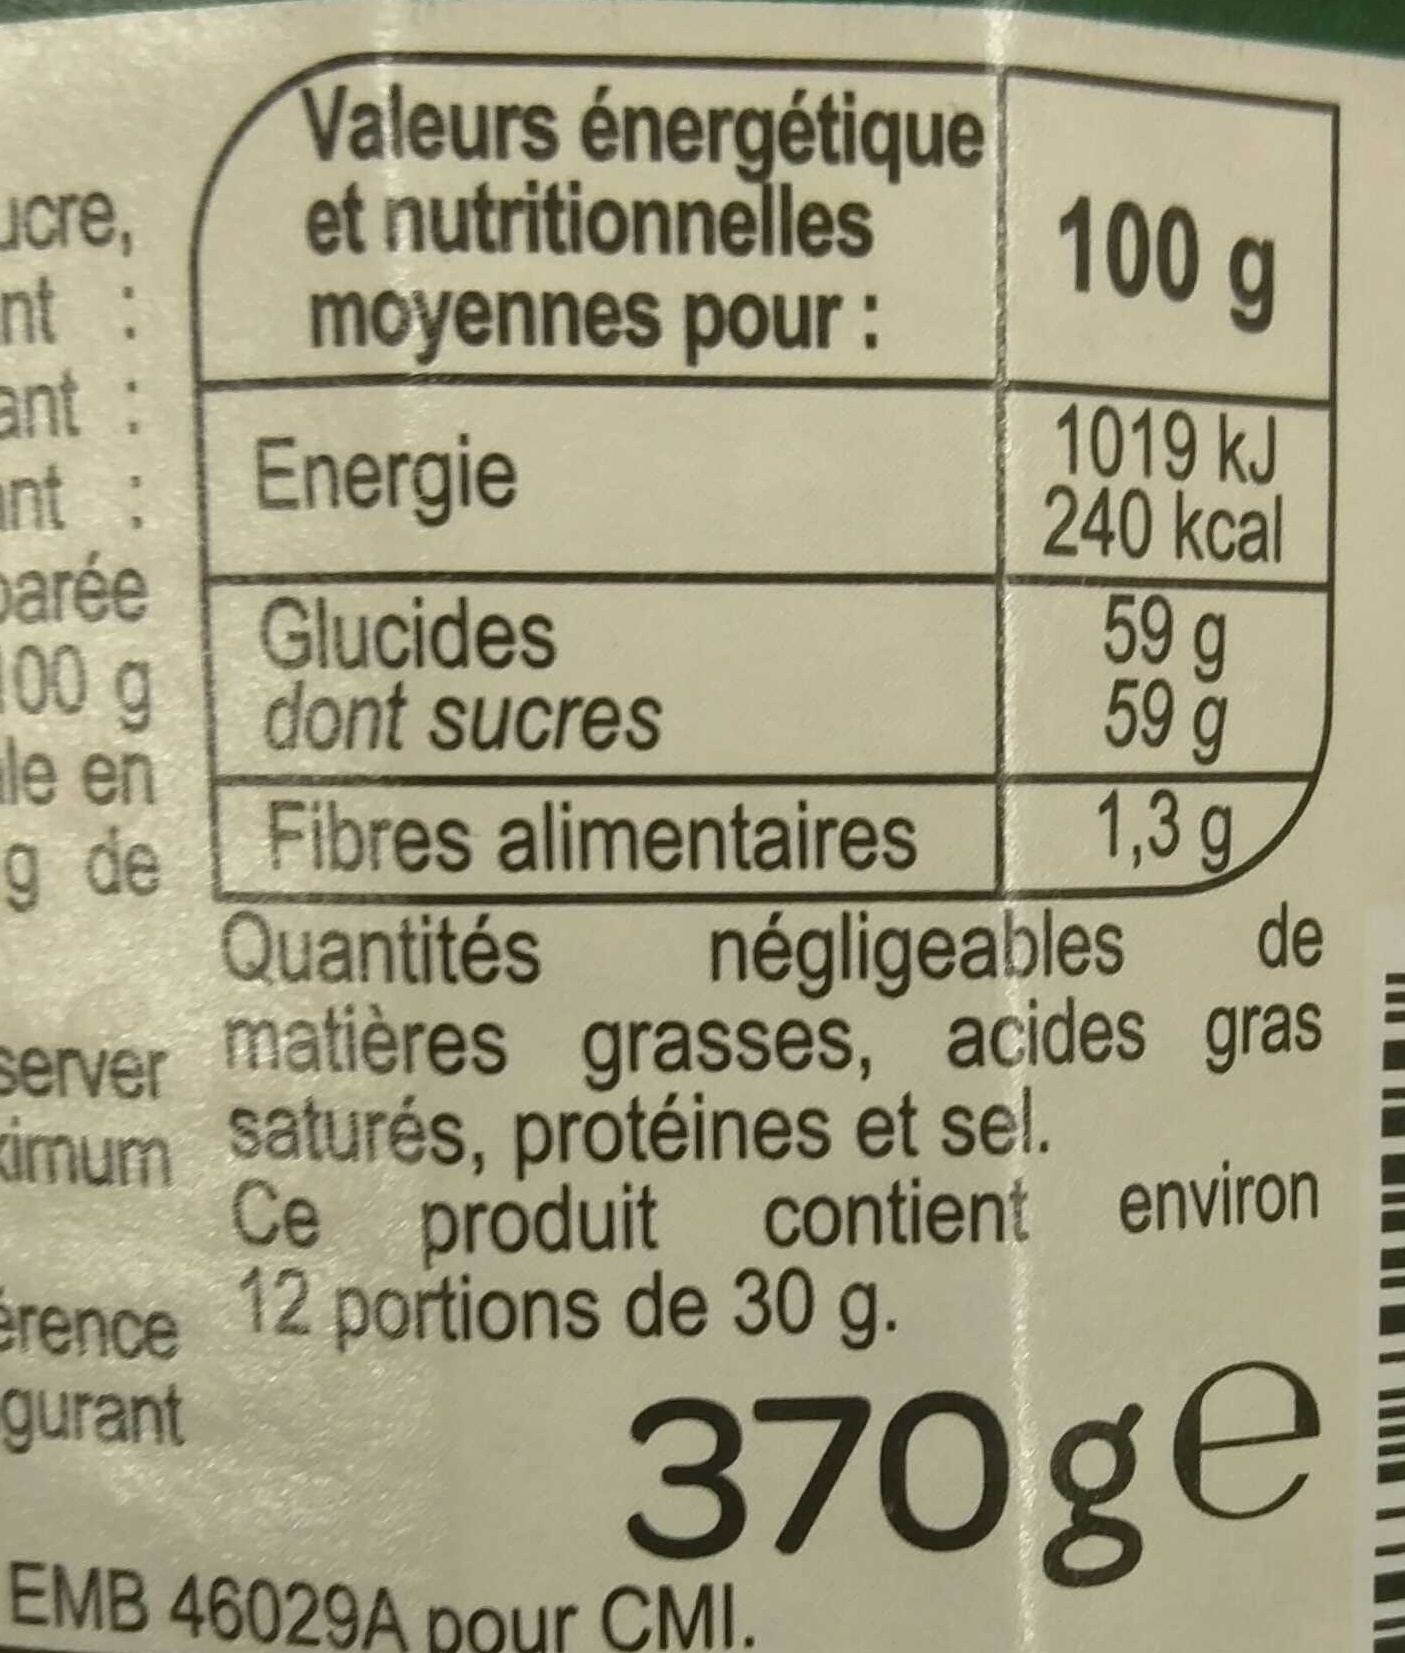 ucre,
nt :
ant :
nt :
parée
100 g
ale en
g de
server
ximum
érence
gurant
Valeurs énergétique
et nutritionnelles
moyennes pour :
100 g
Energie
1019 kJ
240 kcal
Glucides
59 g
dont sucres
59 g
Fibres alimentaires
1,3 g
Quantités négligeables de
matières grasses, acides gras
saturés, protéines et sel.
Ce produit contient environ
12 portions de 30 g.
370 g e
EMB 46029A pour CMI.